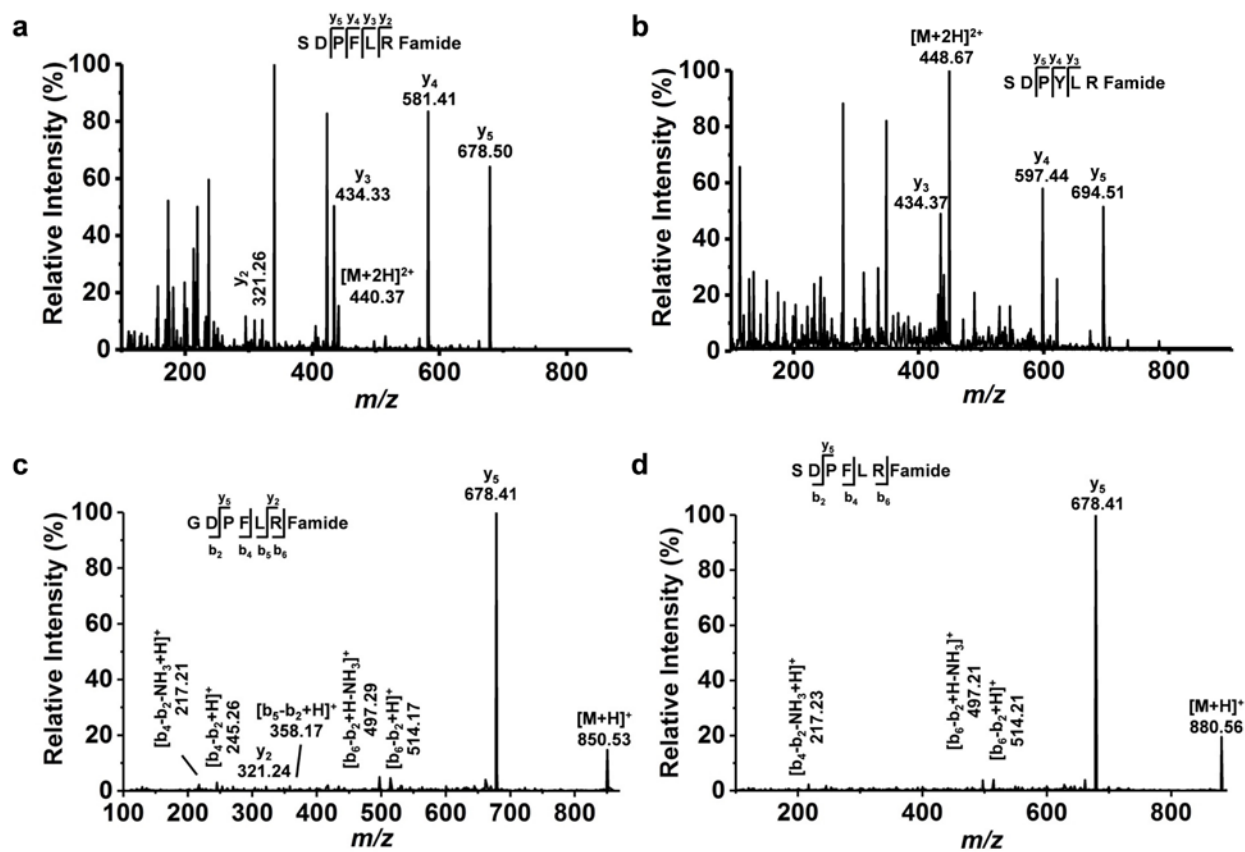 a
y5 y4 y3 y2
S D P F L R Famide
Relative Intensity (%)
100
80
60
40
20
0
y4
581.41
y5
678.50
y3
434.33
[M+2H]2+
440.37
y2
321.26
200 400 600 800
m/z
b
[M+2H]2+
448.67
y5 y4 y3
S D P Y L R Famide
Relative Intensity (%)
100
80
60
40
20
0
y4
597.44
y5
694.51
y3
434.37
200 400 600 800
m/z
c
y5 y2
G D P F L R Famide
b2 b4 b5 b6
Relative Intensity (%)
100
80
60
40
20
0
y5
678.41
[b4-b2-NH3+H]+
217.21
[b4-b2+H]+
245.26
y2
321.24
[b5-b2+H]+
358.17
[b6-b2+H-NH3]+
497.29
[b6-b2+H]+
514.17
[M+H]+
850.53
100 200 300 400 500 600 700 800
m/z
d
y5
S D P F L R Famide
b2 b4 b6
Relative Intensity (%)
100
80
60
40
20
0
y5
678.41
[b4-b2-NH3+H]+
217.23
[b6-b2+H-NH3]+
497.21
[b6-b2+H]+
514.21
[M+H]+
880.56
200 400 600 800
m/z